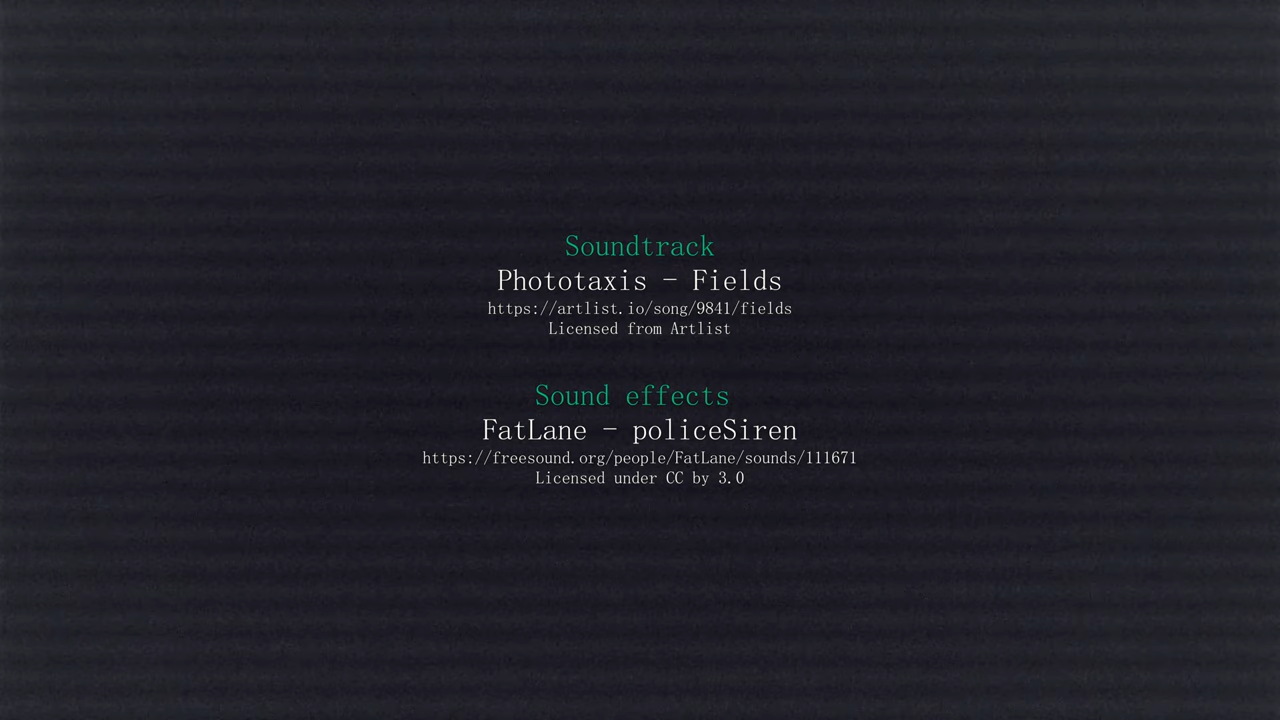 Soundtrack
Phototaxis - Fields
https://artlist.io/song/9841/fields
Licensed from Artlist
Sound effects
FatLane - policeSiren
https://freesound.org/people/FatLane/sounds/111671
Licensed under CC by 3.0